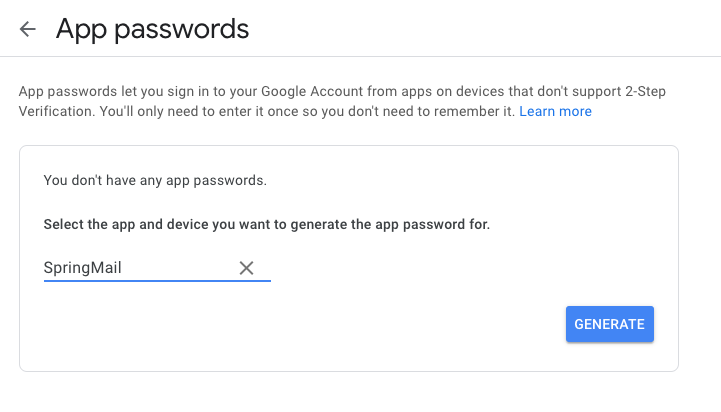 App passwords
App passwords let you sign in to your Google Account from apps on devices that don't support 2-Step
Verification. You'll only need to enter it once so you don't need to remember it. Learn more
You don't have any app passwords.
Select the app and device you want to generate the app password for.
SpringMail
GENERATE